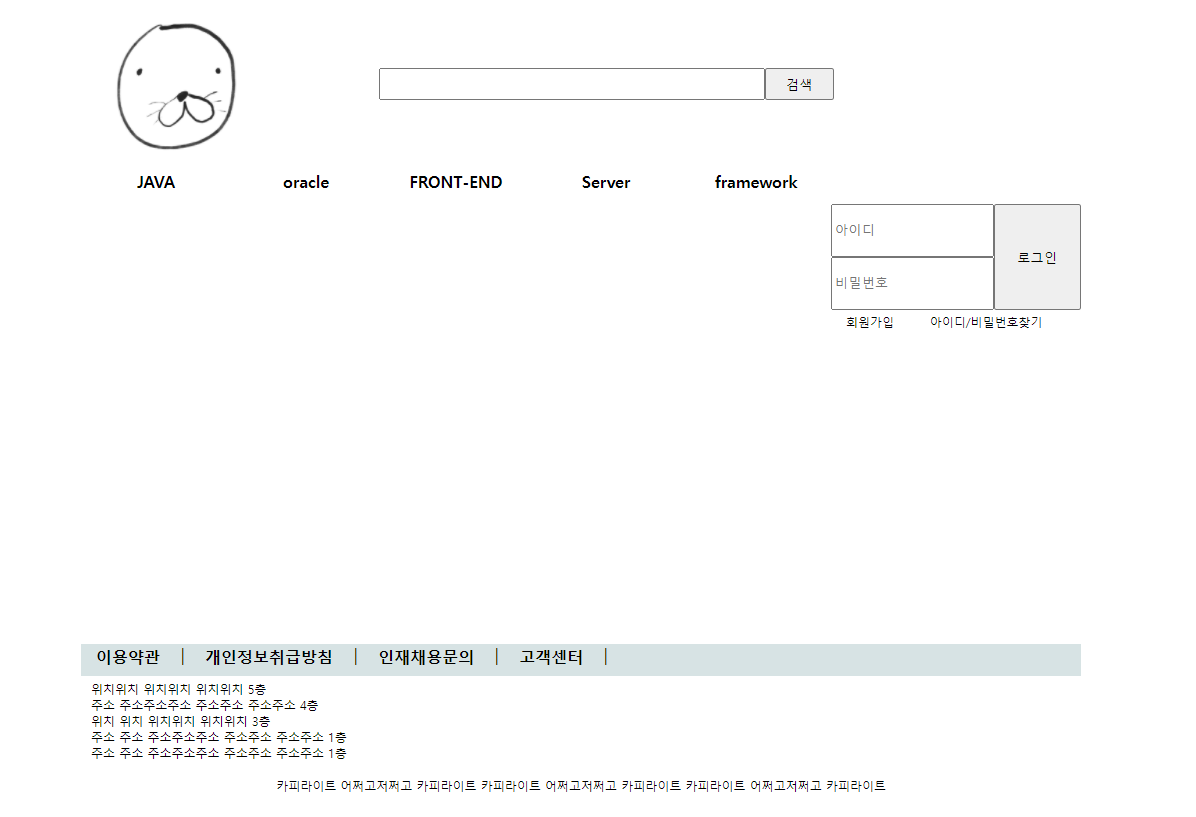 검색
JAVA oracle FRONT-END Server framework
아이디
로그인
비밀번호
회원가입 아이디/비밀번호찾기
이용약관 | 개인정보취급방침 | 인재채용문의 | 고객센터 |
위치위치 위치위치 위치위치 5층
주소 주소주소주소 주소주소 주소주소 4층
위치 위치 위치위치 위치위치 3층
주소 주소 주소주소주소 주소주소 주소주소 1층
주소 주소 주소주소주소 주소주소 주소주소 1층
카피라이트 어쩌고저쩌고 카피라이트 카피라이트 어쩌고저쩌고 카피라이트 카피라이트 어쩌고저쩌고 카피라이트